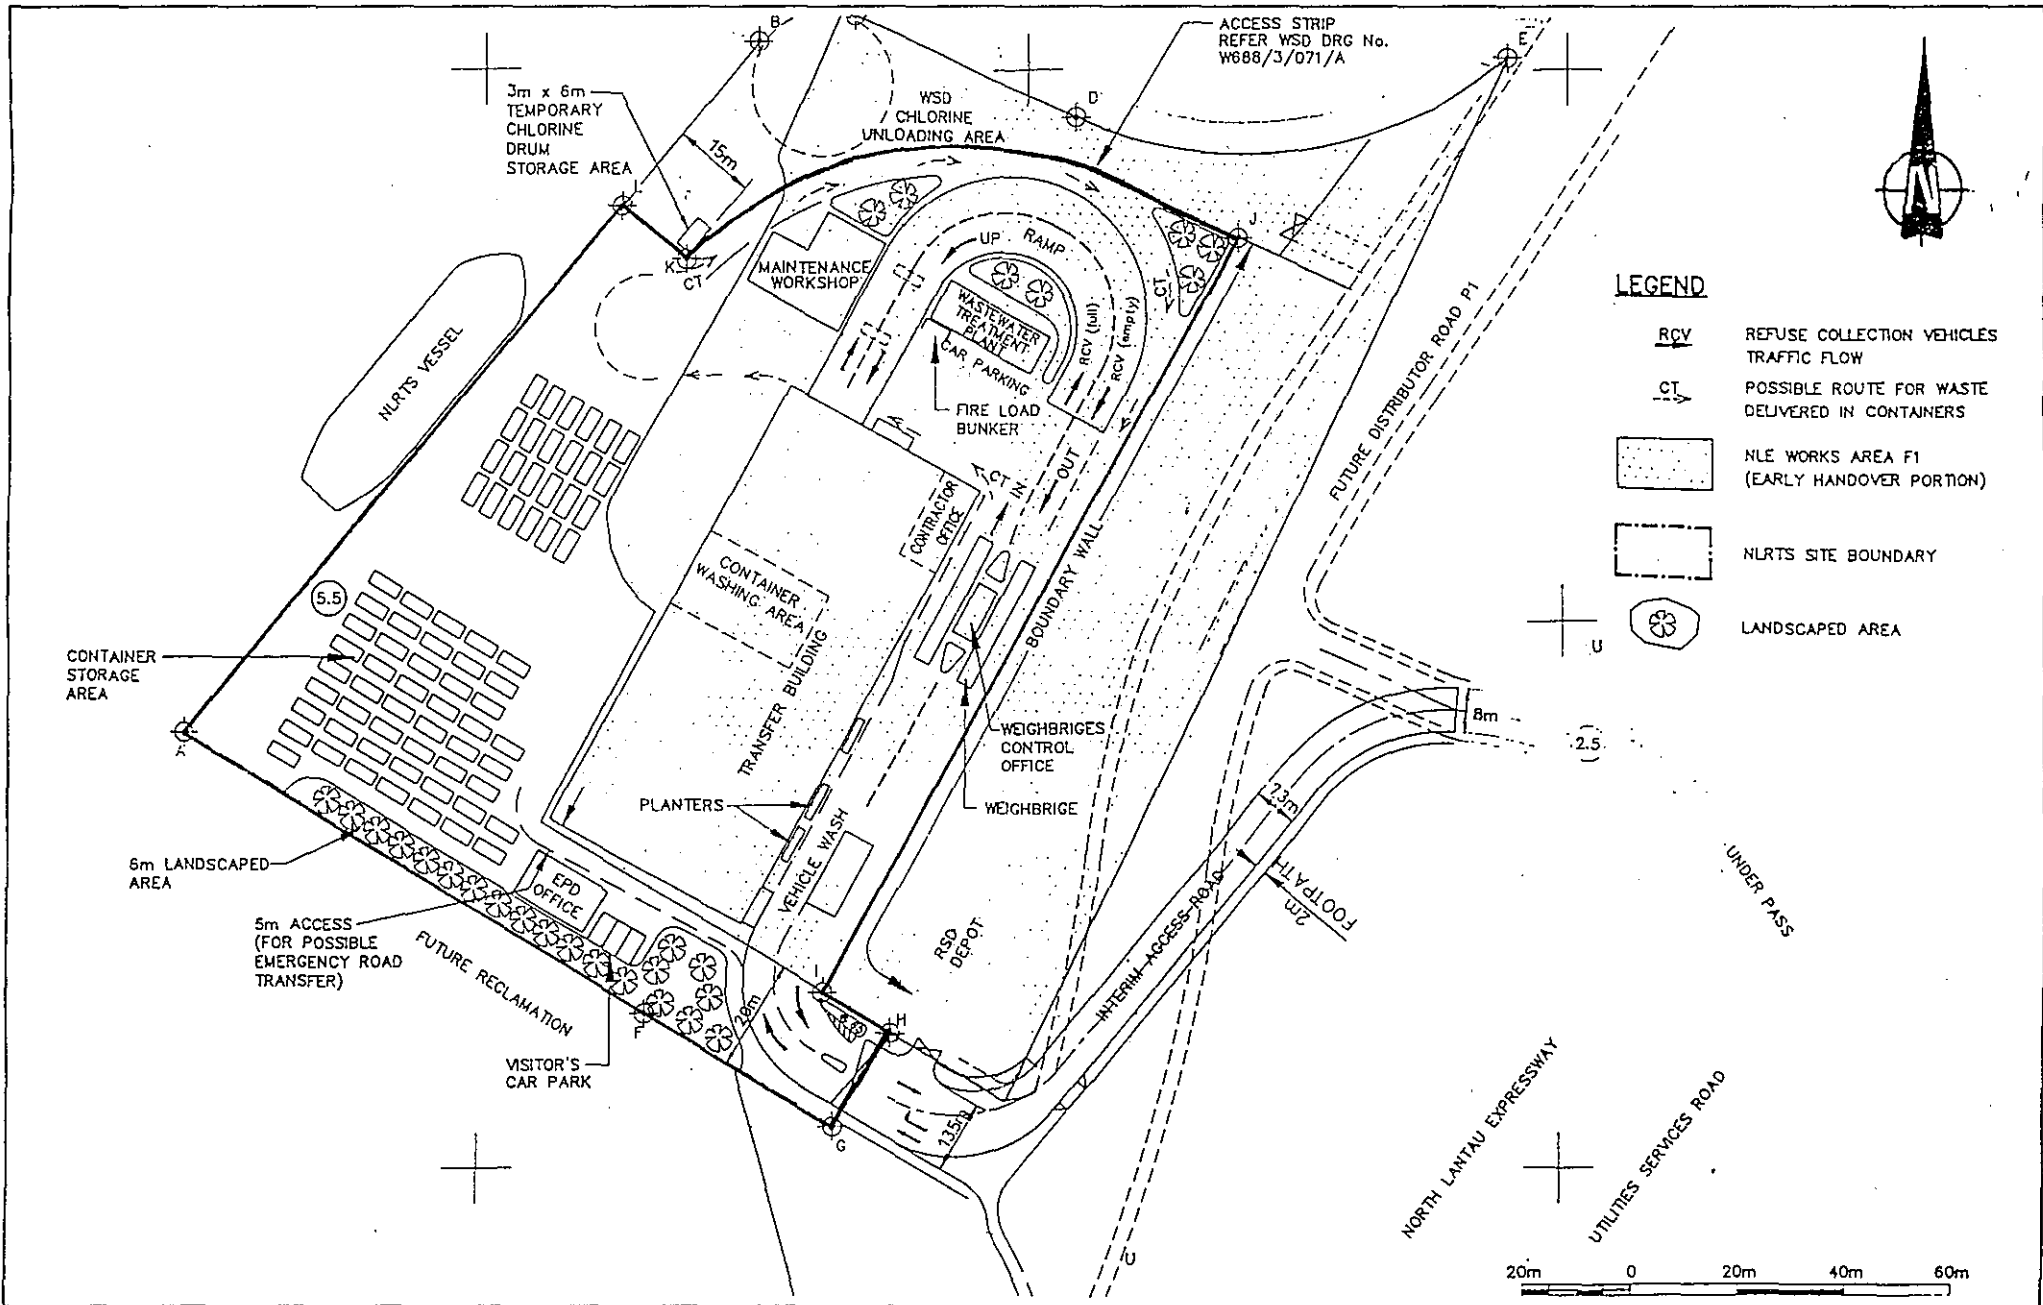 B
ACCESS STRIP
REFER WSD DRG No.
W688/3/071/A
E
3m x 6m
TEMPORARY
CHLORINE
DRUM
STORAGE AREA
WSD
CHLORINE
UNLOADING AREA
D
15m
L
J
K
CT
MAINTENANCE
WORKSHOP
UP
RAMP
CT
WASTEWATER
TREATMENT
PLANT
CAR PARKING
RCV (full)
RCV (empty)
NLRTS VESSEL
FIRE LOAD
BUNKER
FUTURE DISTRIBUTOR ROAD P1
LEGEND
RCV
REFUSE COLLECTION VEHICLES
TRAFFIC FLOW
CT
POSSIBLE ROUTE FOR WASTE
DELIVERED IN CONTAINERS
NLE WORKS AREA F1
(EARLY HANDOVER PORTION)
NLRTS SITE BOUNDARY
LANDSCAPED AREA
CT
IN
OUT
CONTRACTOR
OFFICE
CONTAINER
WASHING AREA
BOUNDARY WALL
5.5
U
CONTAINER
STORAGE
AREA
TRANSFER BUILDING
A
8m
2.5
WEIGHBRIGES
CONTROL
OFFICE
WEIGHBRIGE
PLANTERS
VEHICLE WASH
7.3m
6m LANDSCAPED
AREA
EPD
OFFICE
2m
FOOTPATH
UNDER PASS
5m ACCESS
(FOR POSSIBLE
EMERGENCY ROAD
TRANSFER)
FUTURE RECLAMATION
RSD
DEPOT
INTERIM ACCESS ROAD
I
H
F
20m
VISITOR'S
CAR PARK
G
13.5m
NORTH LANTAU EXPRESSWAY
UTILITIES SERVICES ROAD
U
20m
0
20m
40m
60m